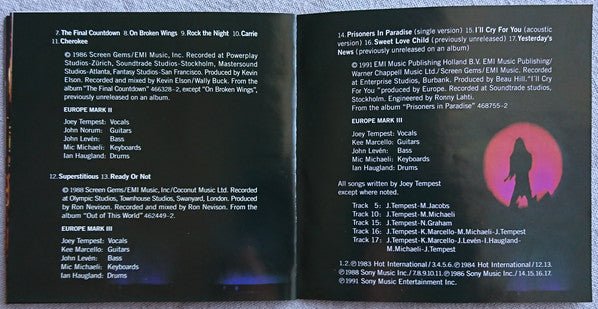 7.The Final Countdown 8.On Broken Wings 9.Rock the Night 10.Carrie
11.Cherokee
℗ 1986 Screen Gems/EMI Music, Inc. Recorded at Powerplay
Studios-Zürich, Soundtrade Studios-Stockholm, Mastersound
Studios-Atlanta, Fantasy Studios-San Francisco. Produced by Kevin
Elson. Recorded and mixed by Kevin Elson/Wally Buck. From the
album "The Final Countdown" 466328–2, except "On Broken Wings",
previously unreleased on an album.
EUROPE MARK II
Joey Tempest: Vocals
John Norum: Guitars
John Levén: Bass
Mic Michaeli: Keyboards
Ian Haugland: Drums
12.Superstitious 13.Ready Or Not
℗ 1988 Screen Gems/EMI Music, Inc/Coconut Music Ltd. Recorded
at Olympic Studios, Townhouse Studios, Swanyard, London.
Produced by Ron Nevison. Recorded and mixed by Ron Nevison. From the
album "Out of This World" 462449–2.
EUROPE MARK III
Joey Tempest: Vocals
Kee Marcello: Guitars
John Levén: Bass
Mic Michaeli: Keyboards
Ian Haugland: Drums
14.Prisoners In Paradise (single version) 15.I'll Cry For You (acoustic
version) 16.Sweet Love Child (previously unreleased) 17.Yesterday's
News (previously unreleased on an album)
℗ 1991 EMI Music Publishing Holland B.V. EMI Music Publishing/
Warner Chappell Music Ltd./Screen Gems/EMI Music. Recorded
at Enterprise Studios, Burbank. Produced by Beau Hill."I'll Cry
For You "produced by Europe. Recorded at Soundtrade studios,
Stockholm. Engineered by Ronny Lahti.
From the album "Prisoners in Paradise" 468755–2
EUROPE MARK III
Joey Tempest: Vocals
Kee Marcello: Guitars
John Levén: Bass
Mic Michaeli: Keyboards
Ian Haugland: Drums
All songs written by Joey Tempest
except where noted.
Track 5: J.Tempest-M.Jacobs
Track 10: J.Tempest-M.Michaeli
Track 15: J.Tempest-N.Graham
Track 16: J.Tempest-K.Marcello-M.Michaeli-J.Tempest
Track 17: J.Tempest-K.Marcello-J.Levén-I.Haugland-
M.Michaeli-J.Tempest
1.2.℗1983 Hot International/3.4.5.6.℗1984 Hot International/12.13.
℗1988 Sony Music Inc./7.8.9.10.11.℗1986 Sony Music Inc./14.15.16.17.
℗1991 Sony Music Entertainment Inc.